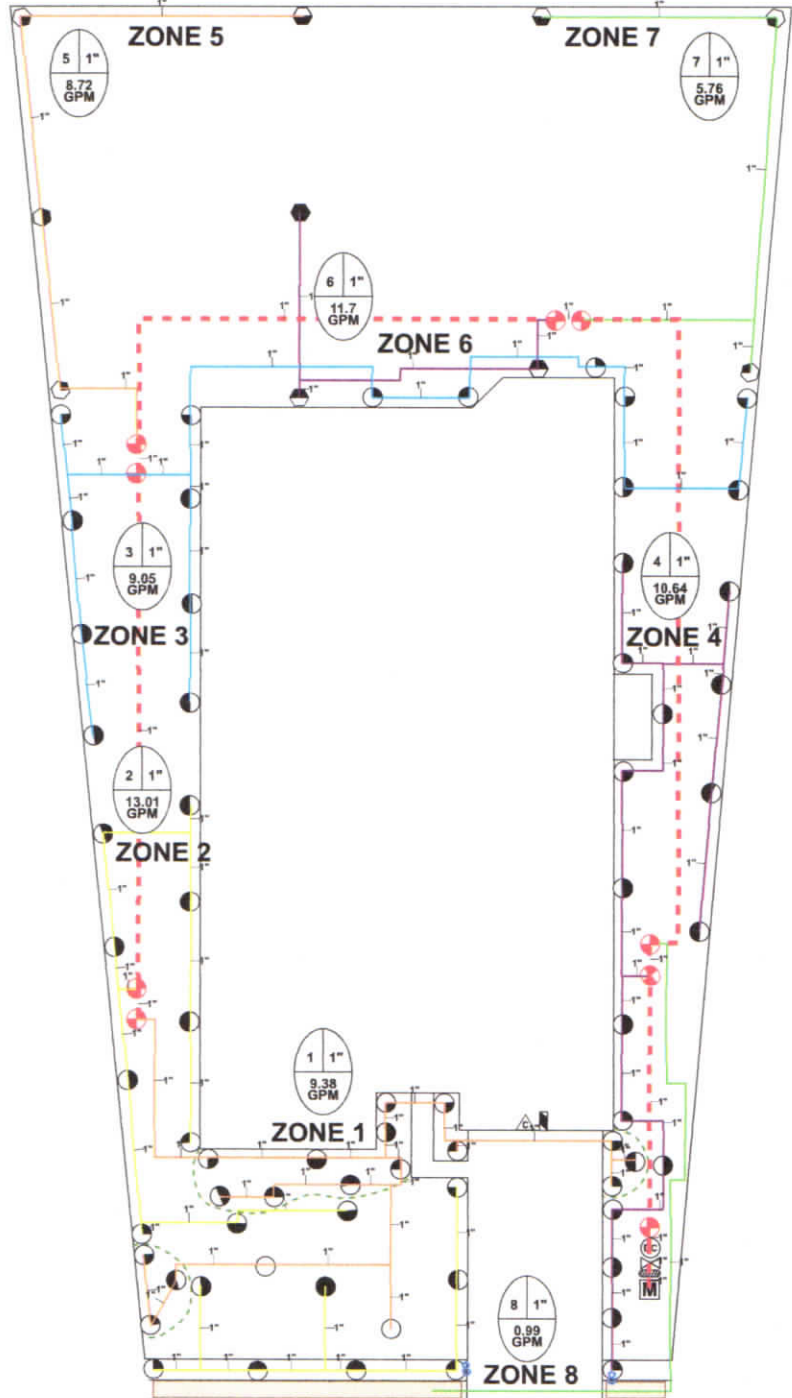 ZONE 5
ZONE 7
5 1"
8.72
GPM
7 1"
5.76
GPM
6 1"
11.7
GPM
ZONE 6
3 1"
9.05
GPM
4 1"
10.64
GPM
ZONE 3
ZONE 4
2 1"
13.01
GPM
ZONE 2
1 1"
9.38
GPM
ZONE 1
C
M
8 1"
0.99
GPM
ZONE 8
1"